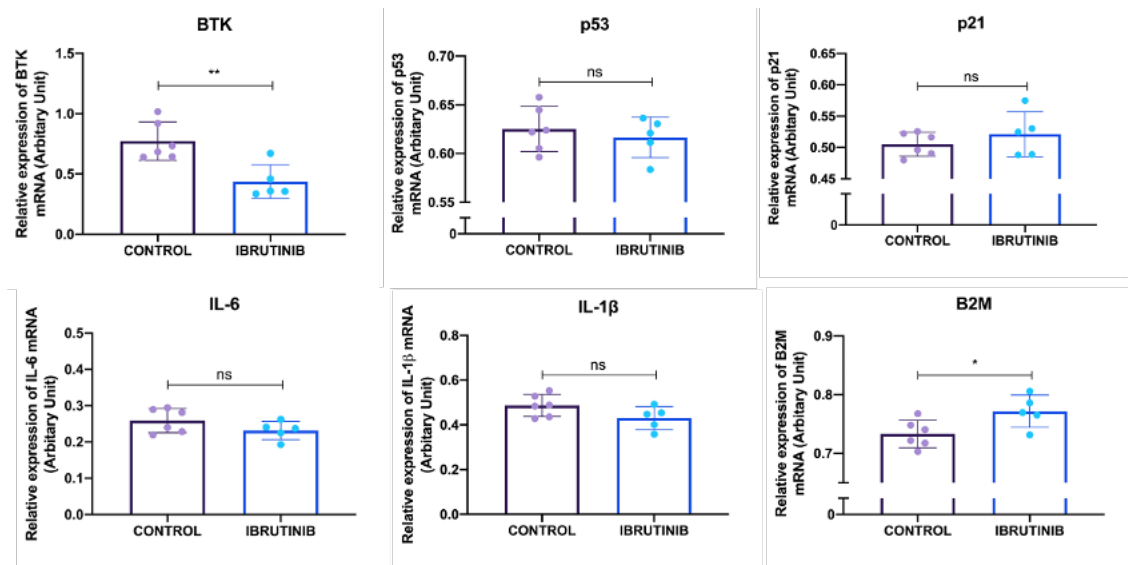 BTK
Relative expression of BTK
mRNA (Arbitary Unit)
1.5
1.0
0.5
0.0
**
CONTROL
IBRUTINIB
p53
Relative expression of p53
mRNA (Arbitary Unit)
0.70
0.65
0.60
0.55
0
ns
CONTROL
IBRUTINIB
p21
Relative expression of p21
mRNA (Arbitary Unit)
0.65
0.60
0.55
0.50
0.45
0
ns
CONTROL
IBRUTINIB
IL-6
Relative expression of IL-6 mRNA
(Arbitary Unit)
0.5
0.4
0.3
0.2
0.1
0.0
ns
CONTROL
IBRUTINIB
IL-1β
Relative expression of IL-1β mRNA
(Arbitary Unit)
0.8
0.6
0.4
0.2
0.0
ns
CONTROL
IBRUTINIB
B2M
Relative expression of B2M
mRNA (Arbitary Unit)
0.9
0.8
0.7
0
*
CONTROL
IBRUTINIB